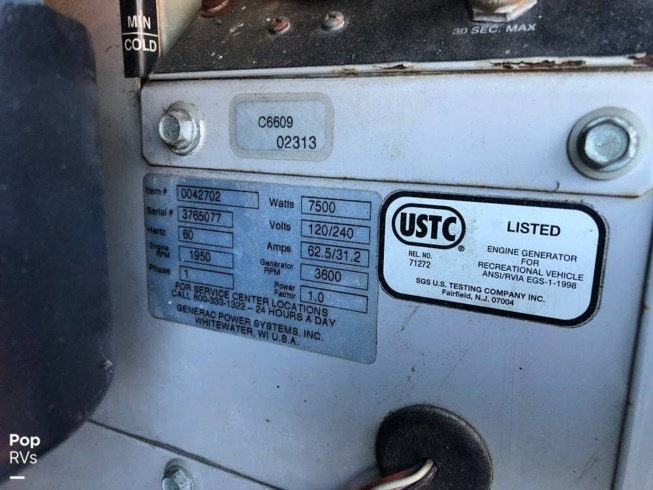 MIN
COLD
30 SEC. MAX
C6609
02313
Item # 0042702
Serial # 3765077
Hertz 60
Engine RPM 1950
Phase 1
Watts 7500
Volts 120/240
Amps 62.5/31.2
Generator RPM 3600
Power Factor 1.0
FOR SERVICE CENTER LOCATIONS
CALL 800-333-1322 – 24 HOURS A DAY
GENERAC POWER SYSTEMS, INC.
WHITEWATER, WI U.S.A.
USTC ®
REL. NO.
71272
LISTED
ENGINE GENERATOR
FOR
RECREATIONAL VEHICLE
ANSI/RVIA EGS-1-1998
SGS U.S. TESTING COMPANY INC.
Fairfield, N.J. 07004
Pop
RVs